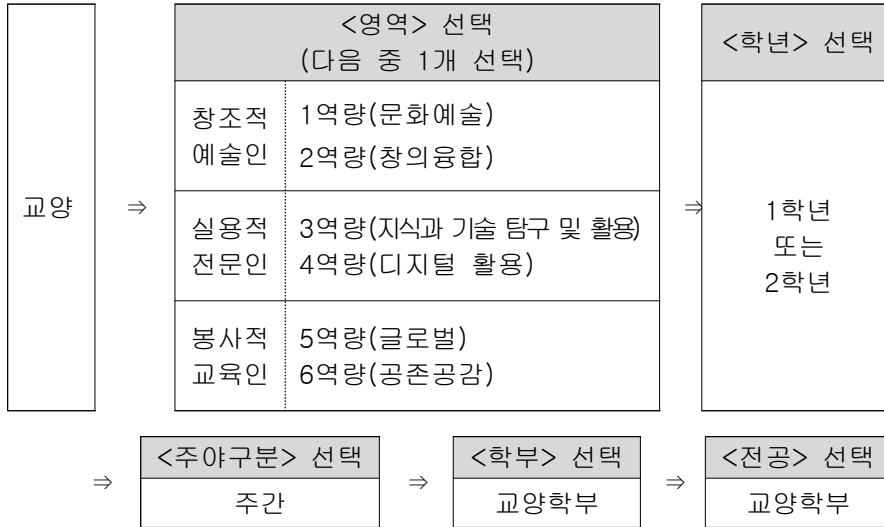 교양
⇒
<영역> 선택
(다음 중 1개 선택)
창조적
예술인
1역량(문화예술)
2역량(창의융합)
실용적
전문인
3역량(지식과 기술 탐구 및 활용)
4역량(디지털 활용)
봉사적
교육인
5역량(글로벌)
6역량(공존공감)
⇒
<학년> 선택
1학년
또는
2학년
⇒
<주야구분> 선택
주간
⇒
<학부> 선택
교양학부
⇒
<전공> 선택
교양학부